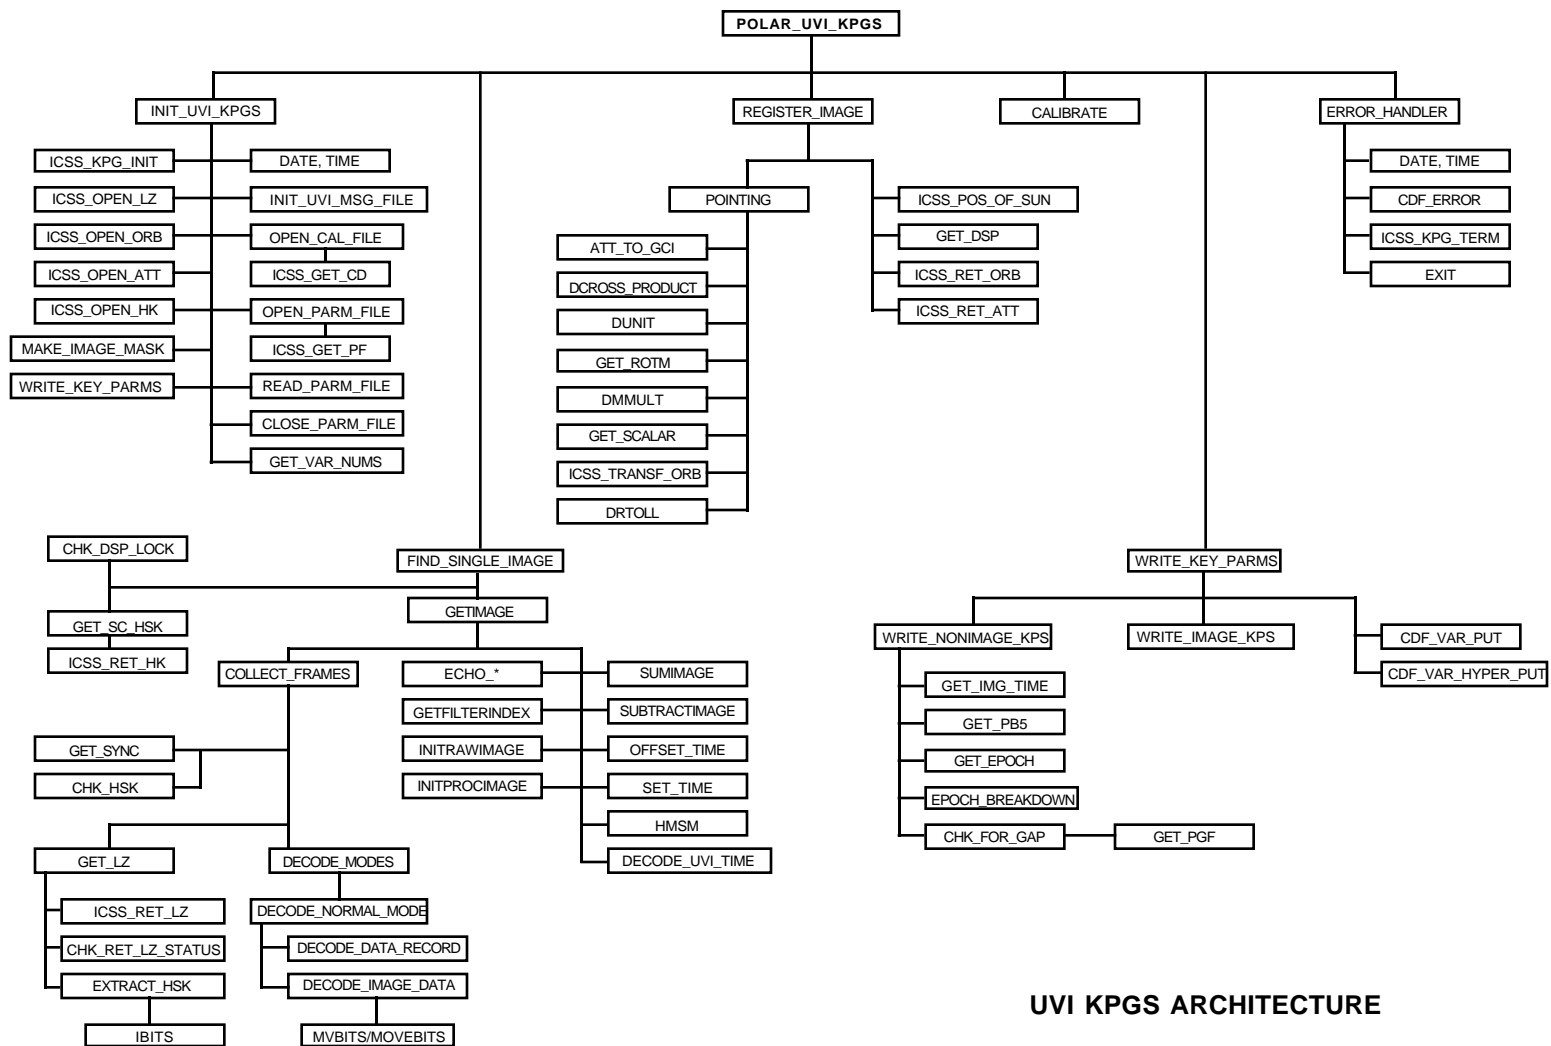 POLAR_UVI_KPGS
INIT_UVI_KPGS
REGISTER_IMAGE
CALIBRATE
ERROR_HANDLER
ICSS_KPG_INIT
DATE, TIME
ICSS_OPEN_LZ
INIT_UVI_MSG_FILE
ICSS_OPEN_ORB
OPEN_CAL_FILE
ICSS_OPEN_ATT
ICSS_GET_CD
ICSS_OPEN_HK
OPEN_PARM_FILE
MAKE_IMAGE_MASK
ICSS_GET_PF
WRITE_KEY_PARMS
READ_PARM_FILE
CLOSE_PARM_FILE
GET_VAR_NUMS
POINTING
ATT_TO_GCI
DCROSS_PRODUCT
DUNIT
GET_ROTM
DMMULT
GET_SCALAR
ICSS_TRANSF_ORB
DRTOLL
ICSS_POS_OF_SUN
GET_DSP
ICSS_RET_ORB
ICSS_RET_ATT
DATE, TIME
CDF_ERROR
ICSS_KPG_TERM
EXIT
CHK_DSP_LOCK
FIND_SINGLE_IMAGE
GET_SC_HSK
GETIMAGE
ICSS_RET_HK
COLLECT_FRAMES
ECHO_*
SUMIMAGE
GETFILTERINDEX
SUBTRACTIMAGE
GET_SYNC
INITRAWIMAGE
OFFSET_TIME
CHK_HSK
INITPROCIMAGE
SET_TIME
HMSM
GET_LZ
DECODE_MODES
DECODE_UVI_TIME
ICSS_RET_LZ
DECODE_NORMAL_MODE
CHK_RET_LZ_STATUS
DECODE_DATA_RECORD
EXTRACT_HSK
DECODE_IMAGE_DATA
IBITS
MVBITS/MOVEBITS
WRITE_KEY_PARMS
WRITE_NONIMAGE_KPS
WRITE_IMAGE_KPS
CDF_VAR_PUT
CDF_VAR_HYPER_PUT
GET_IMG_TIME
GET_PB5
GET_EPOCH
EPOCH_BREAKDOWN
CHK_FOR_GAP
GET_PGF
UVI KPGS ARCHITECTURE